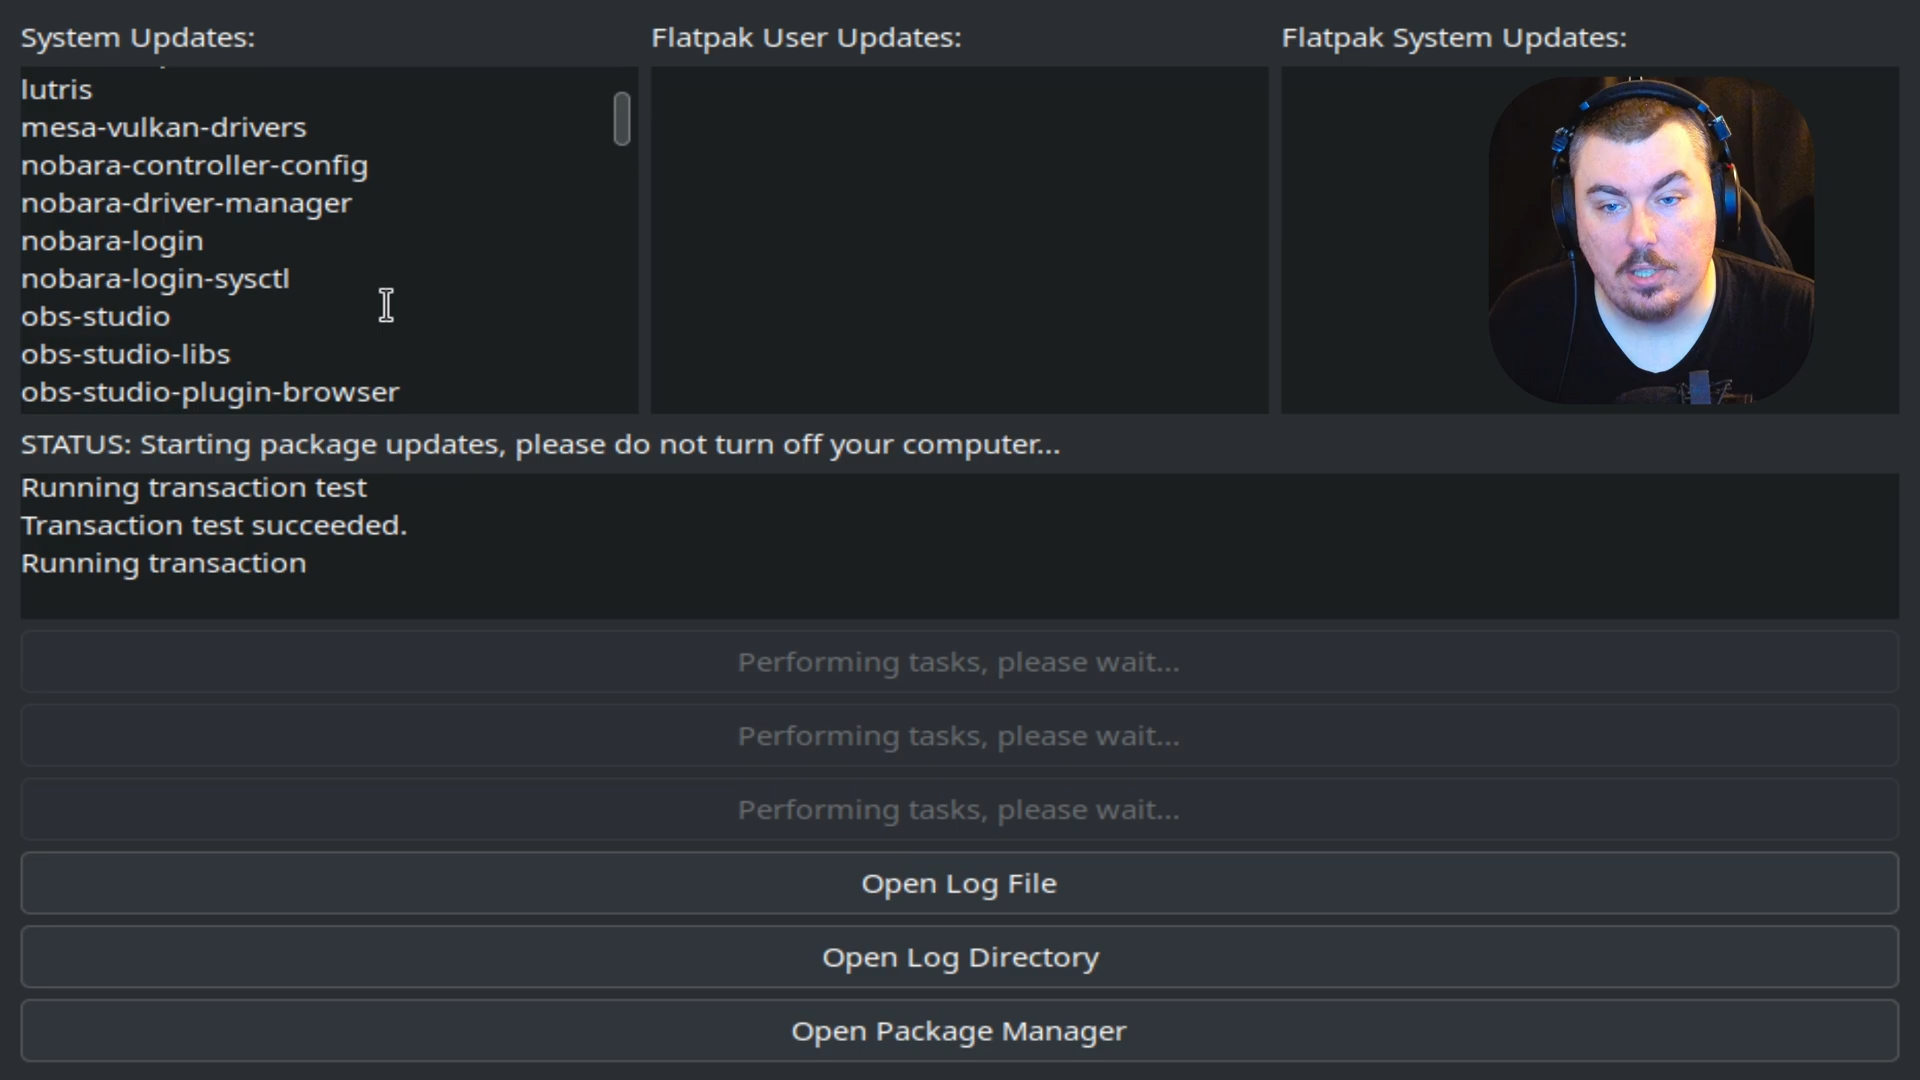 System Updates:
Flatpak User Updates:
Flatpak System Updates:
lutris
mesa-vulkan-drivers
nobara-controller-config
nobara-driver-manager
nobara-login
nobara-login-sysctl
obs-studio
obs-studio-libs
obs-studio-plugin-browser
STATUS: Starting package updates, please do not turn off your computer...
Running transaction test
Transaction test succeeded.
Running transaction
Performing tasks, please wait...
Performing tasks, please wait...
Performing tasks, please wait...
Open Log File
Open Log Directory
Open Package Manager